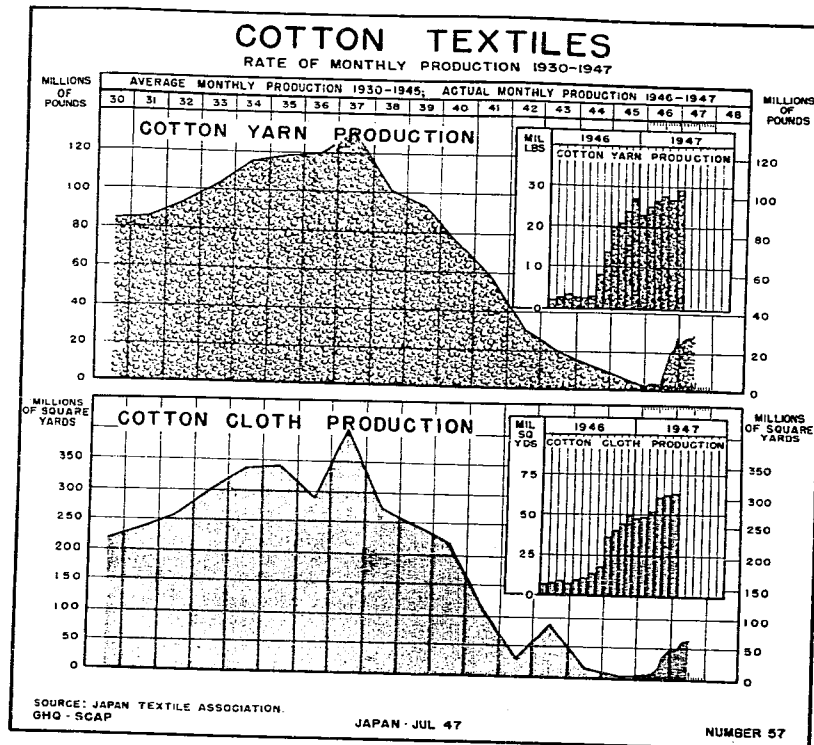 COTTON TEXTILES
RATE OF MONTHLY PRODUCTION 1930-1947
MILLIONS OF POUNDS
AVERAGE MONTHLY PRODUCTION 1930-1945; ACTUAL MONTHLY PRODUCTION 1946-1947
MILLIONS OF POUNDS
30 31 32 33 34 35 36 37 38 39 40 41 42 43 44 45 46 47 48
COTTON YARN PRODUCTION
120
100
80
60
40
20
0
MIL LBS
1946 1947
COTTON YARN PRODUCTION
30
20
10
0
120
100
80
60
40
20
0
MILLIONS OF SQUARE YARDS
COTTON CLOTH PRODUCTION
350
300
250
200
150
100
50
0
MIL SQ YDS
1946 1947
COTTON CLOTH PRODUCTION
75
50
25
0
MILLIONS OF SQUARE YARDS
350
300
250
200
150
100
50
0
SOURCE: JAPAN TEXTILE ASSOCIATION.
GHQ - SCAP
JAPAN - JUL 47
NUMBER 57